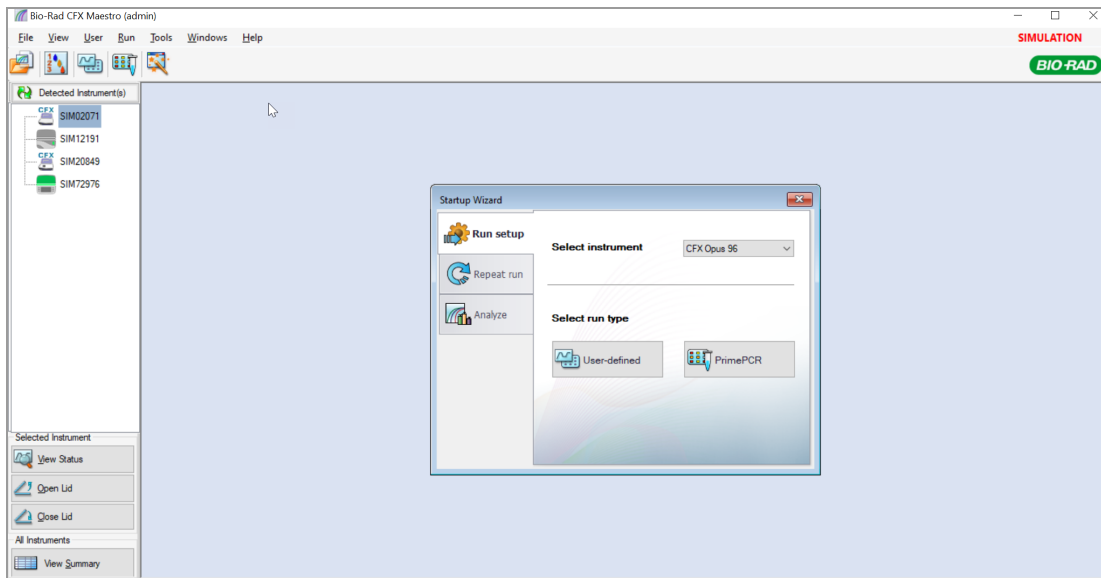 Bio-Rad CFX Maestro (admin)
File View User Run Tools Windows Help
SIMULATION
BIO-RAD
Detected Instrument(s)
CFX SIM02071
SIM12191
CFX SIM20849
SIM72976
Startup Wizard
Run setup
Repeat run
Analyze
Select instrument CFX Opus 96
Select run type
User-defined PrimePCR
Selected Instrument
View Status
Open Lid
Close Lid
All Instruments
View Summary